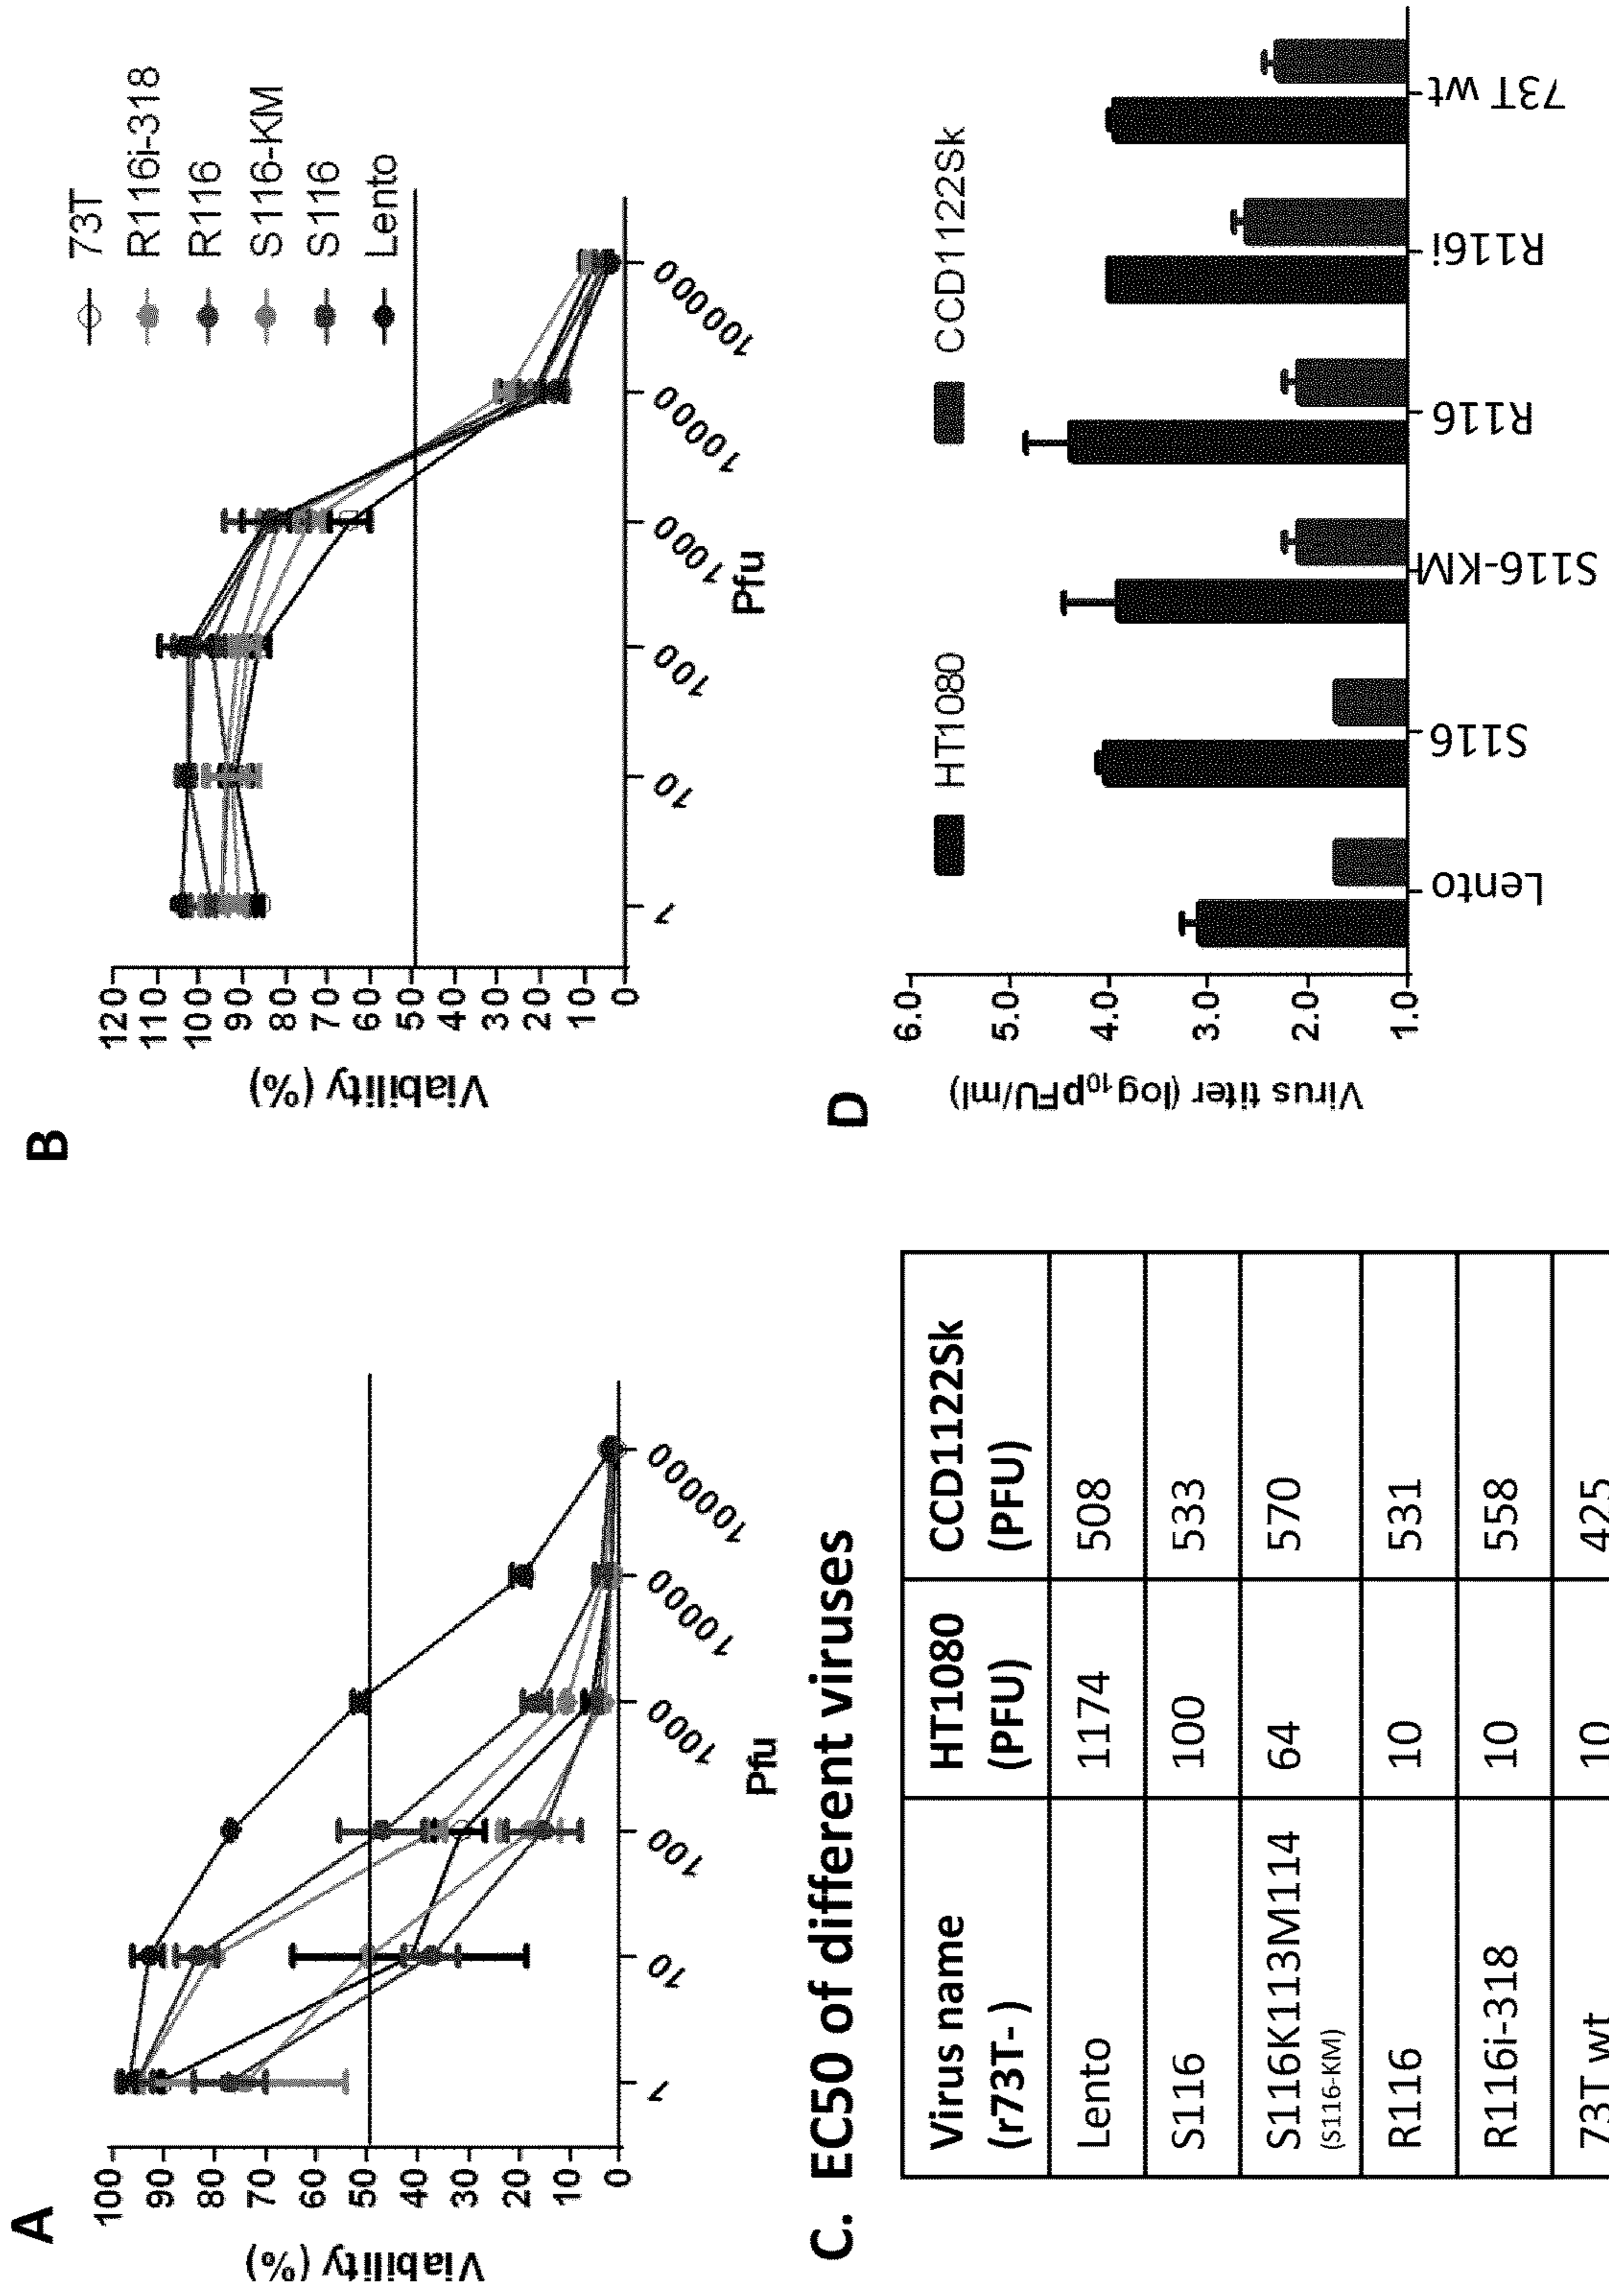 A
Viability (%)
100
90
80
70
60
50
40
30
20
10
0
1
10
100
1000
10000
100000
Pfu
B
Viability (%)
120
110
100
90
80
70
60
50
40
30
20
10
0
1
10
100
1000
10000
100000
Pfu
73T
R116i-318
R116
S116-KM
S116
Lento
C. EC50 of different viruses
Virus name (r73T- ) HT1080 (PFU) CCD1122Sk (PFU)
Lento 1174 508
S116 100 533
S116K113M114 (S116-KM) 64 570
R116 10 531
R116i-318 10 558
73T wt 10 425
D
Virus titer (log10pFU/ml)
6.0
5.0
4.0
3.0
2.0
1.0
HT1080
CCD1122Sk
Lento
S116
S116-KM
R116
R116i
73T wt